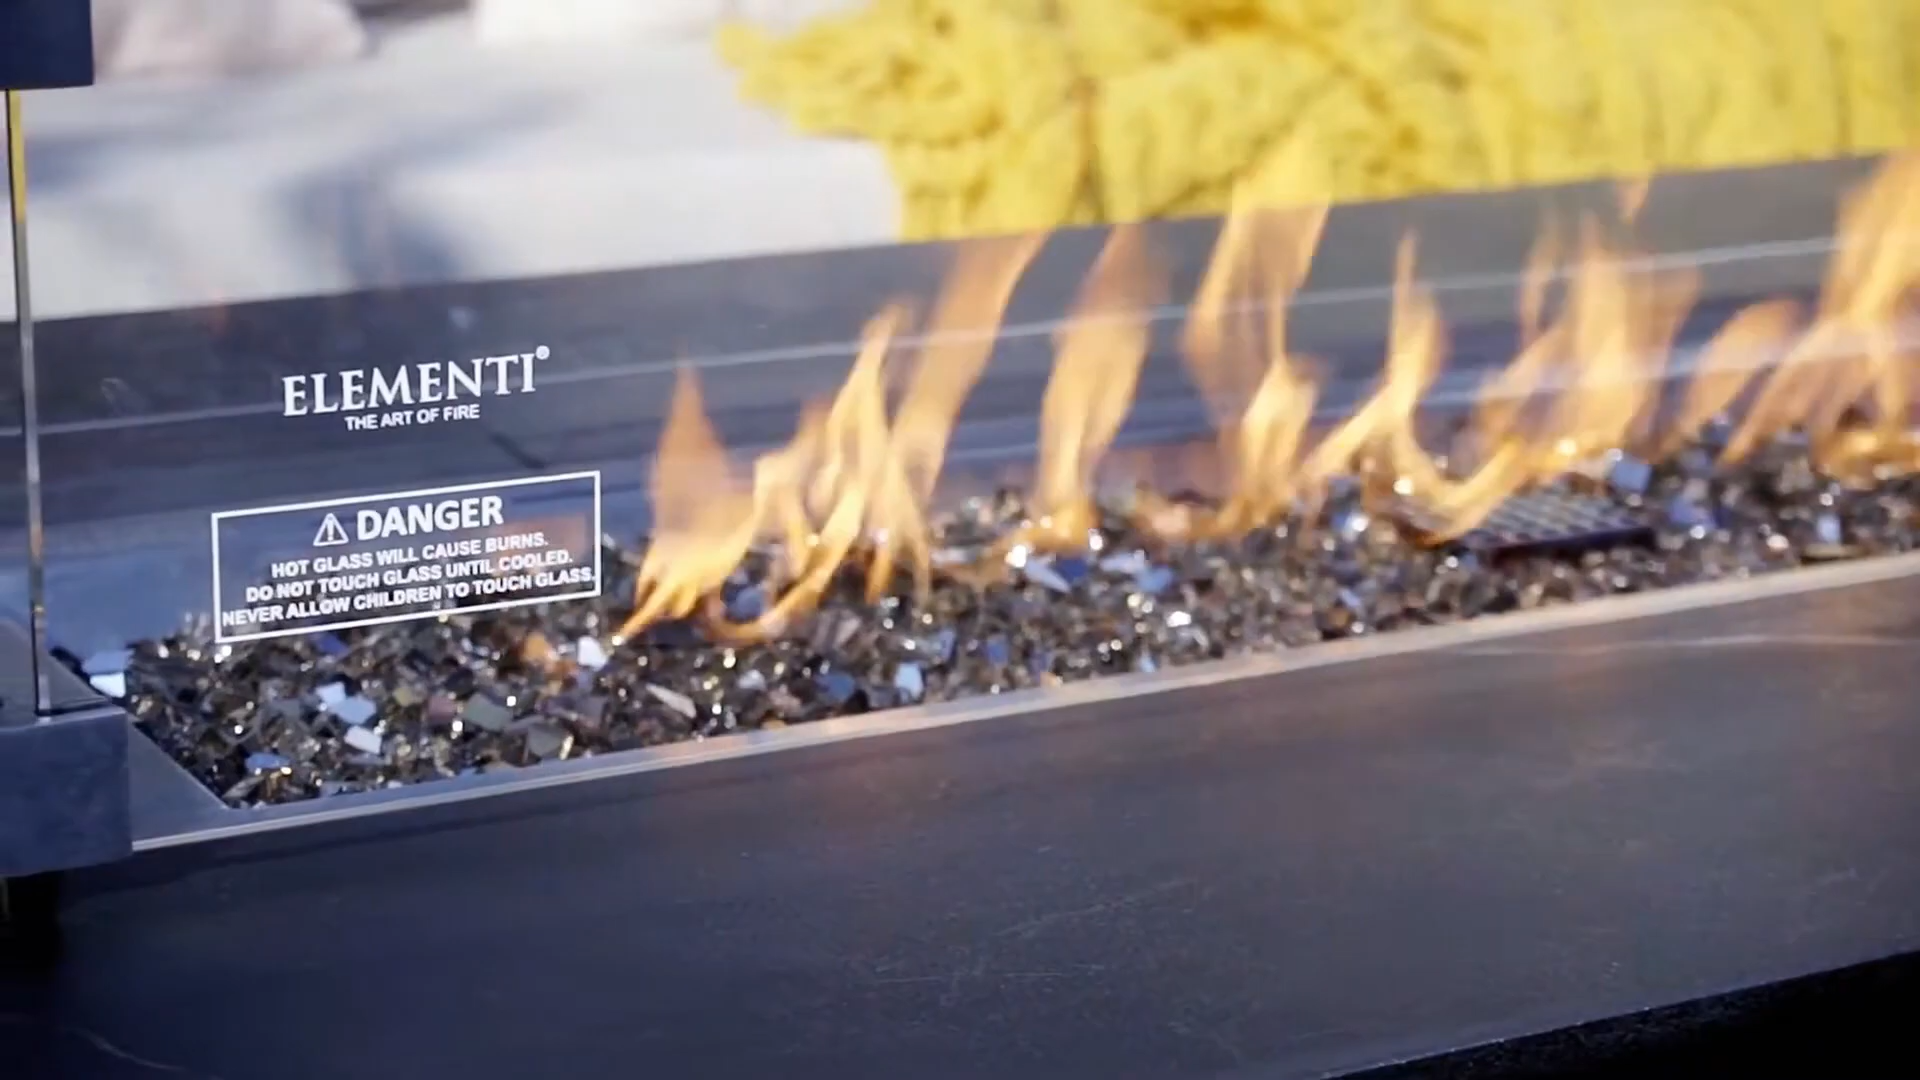 ELEMENTI®
THE ART OF FIRE
⚠ DANGER
HOT GLASS WILL CAUSE BURNS.
DO NOT TOUCH GLASS UNTIL COOLED.
NEVER ALLOW CHILDREN TO TOUCH GLASS.